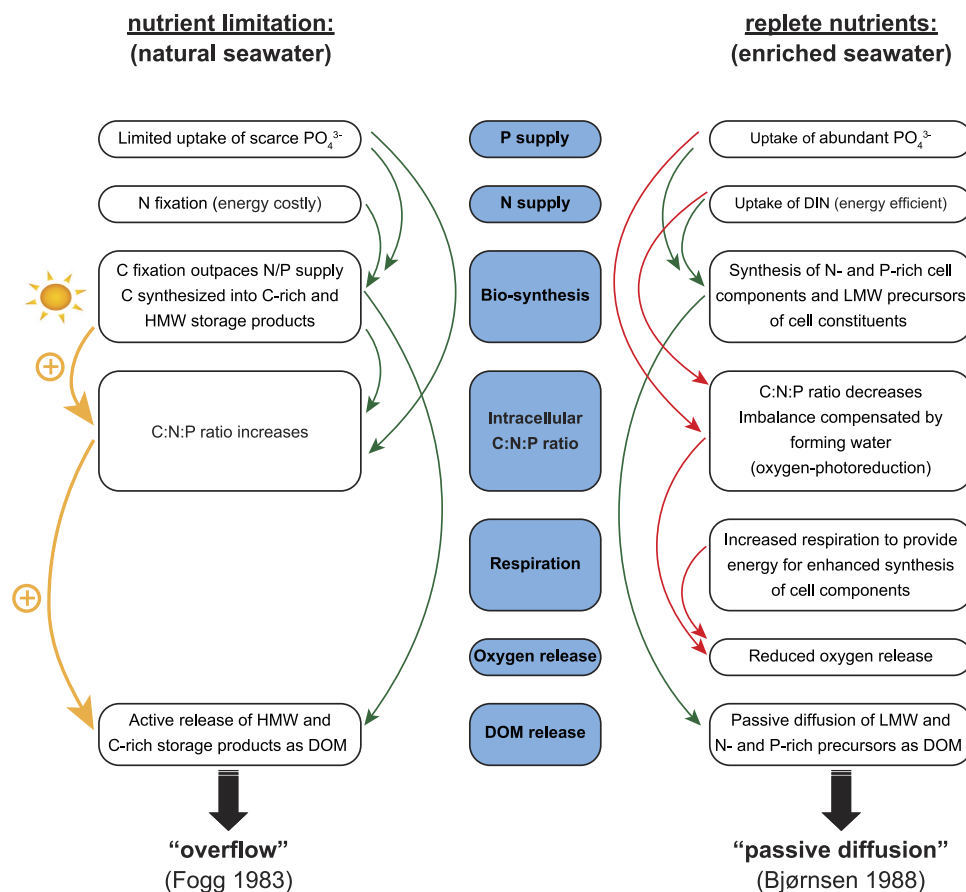 nutrient limitation:
(natural seawater)
Limited uptake of scarce PO₄³⁻
N fixation (energy costly)
C fixation outpaces N/P supply
C synthesized into C-rich and
HMW storage products
C:N:P ratio increases
Active release of HMW and
C-rich storage products as DOM
"overflow"
(Fogg 1983)
P supply
N supply
Bio-synthesis
Intracellular
C:N:P ratio
Respiration
Oxygen release
DOM release
replete nutrients:
(enriched seawater)
Uptake of abundant PO₄³⁻
Uptake of DIN (energy efficient)
Synthesis of N- and P-rich cell
components and LMW precursors
of cell constituents
C:N:P ratio decreases
Imbalance compensated by
forming water
(oxygen-photoreduction)
Increased respiration to provide
energy for enhanced synthesis
of cell components
Reduced oxygen release
Passive diffusion of LMW and
N- and P-rich precursors as DOM
"passive diffusion"
(Bjørnsen 1988)